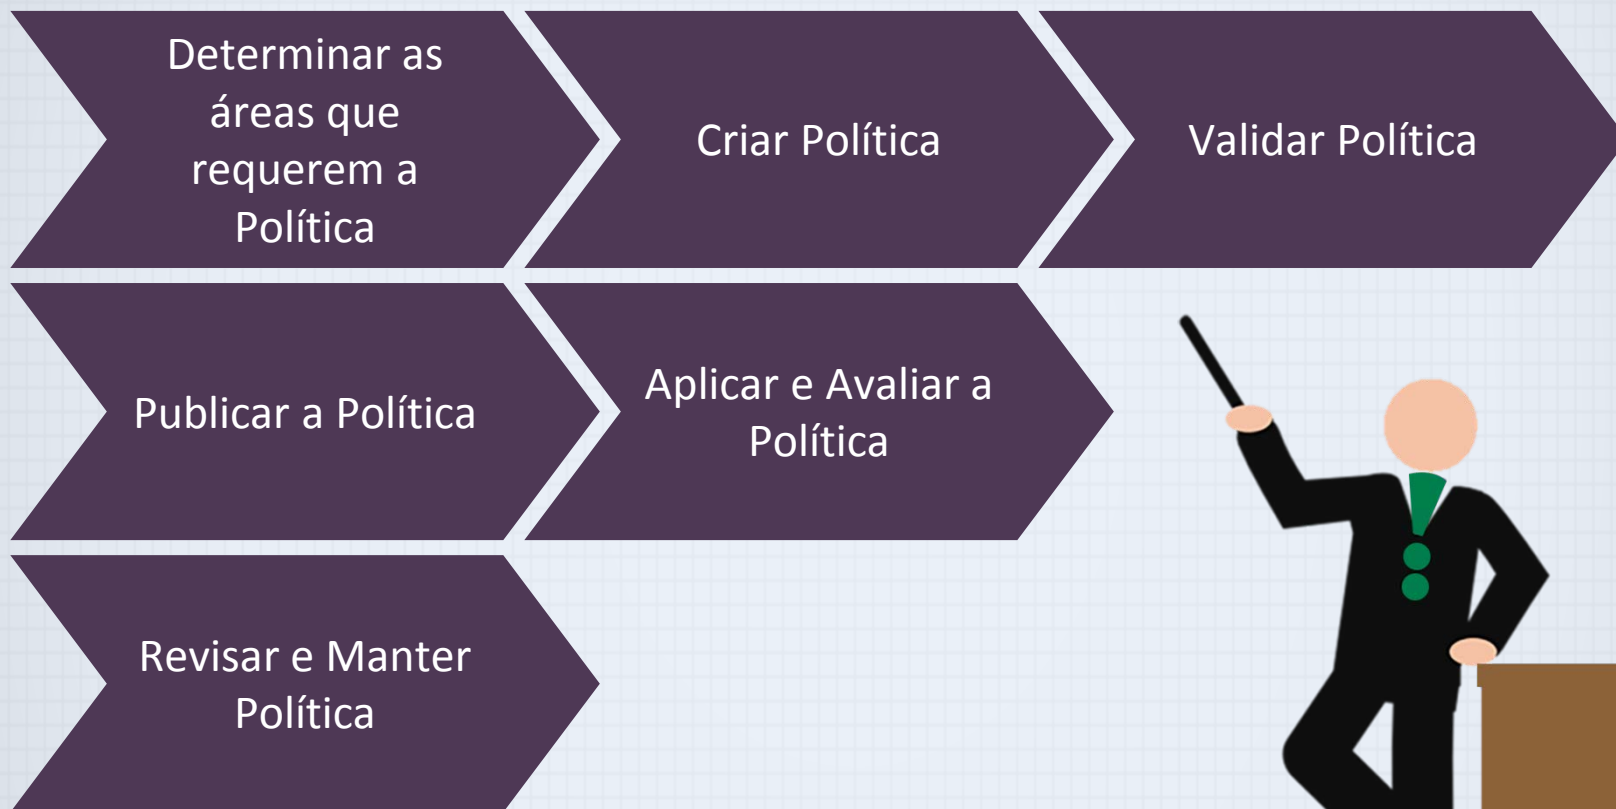 Determinar as
áreas que
requerem a
Política
Criar Política
Validar Política
Publicar a Política
Aplicar e Avaliar a
Política
Revisar e Manter
Política